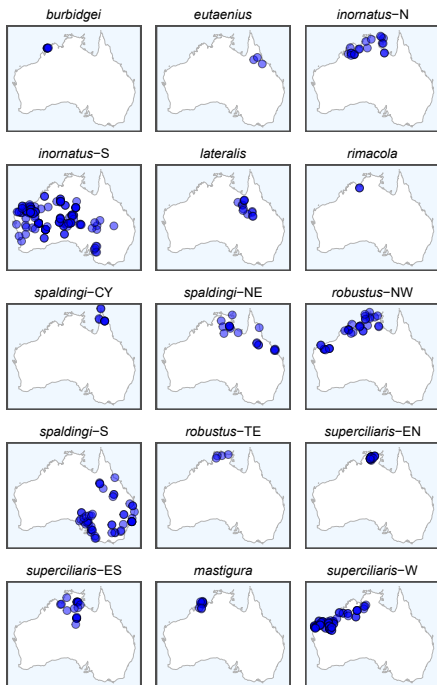 burbidgei
eutaenius
inornatus−N
inornatus−S
lateralis
rimacola
spaldingi−CY
spaldingi−NE
robustus−NW
spaldingi−S
robustus−TE
superciliaris−EN
superciliaris−ES
mastigura
superciliaris−W